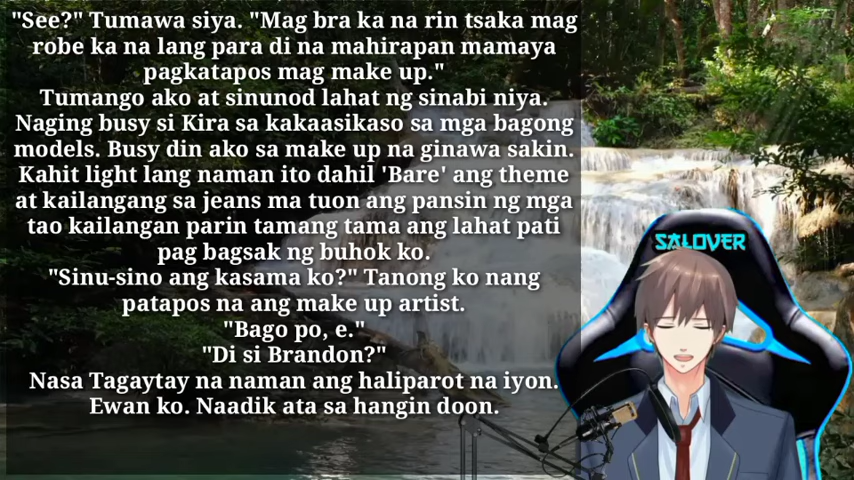 "See?" Tumawa siya. "Mag bra ka na rin tsaka mag
robe ka na lang para di na mahirapan mamaya
pagkatapos mag make up."
Tumango ako at sinunod lahat ng sinabi niya.
Naging busy si Kira sa kakaasikaso sa mga bagong
models. Busy din ako sa make up na ginawa sakin.
Kahit light lang naman ito dahil 'Bare' ang theme
at kailangang sa jeans ma tuon ang pansin ng mga
tao kailangan parin tamang tama ang lahat pati
pag bagsak ng buhok ko.
"Sinu-sino ang kasama ko?" Tanong ko nang
patapos na ang make up artist.
"Bago po, e."
"Di si Brandon?"
Nasa Tagaytay na naman ang haliparot na iyon.
Ewan ko. Naadik ata sa hangin doon.
SALOVER